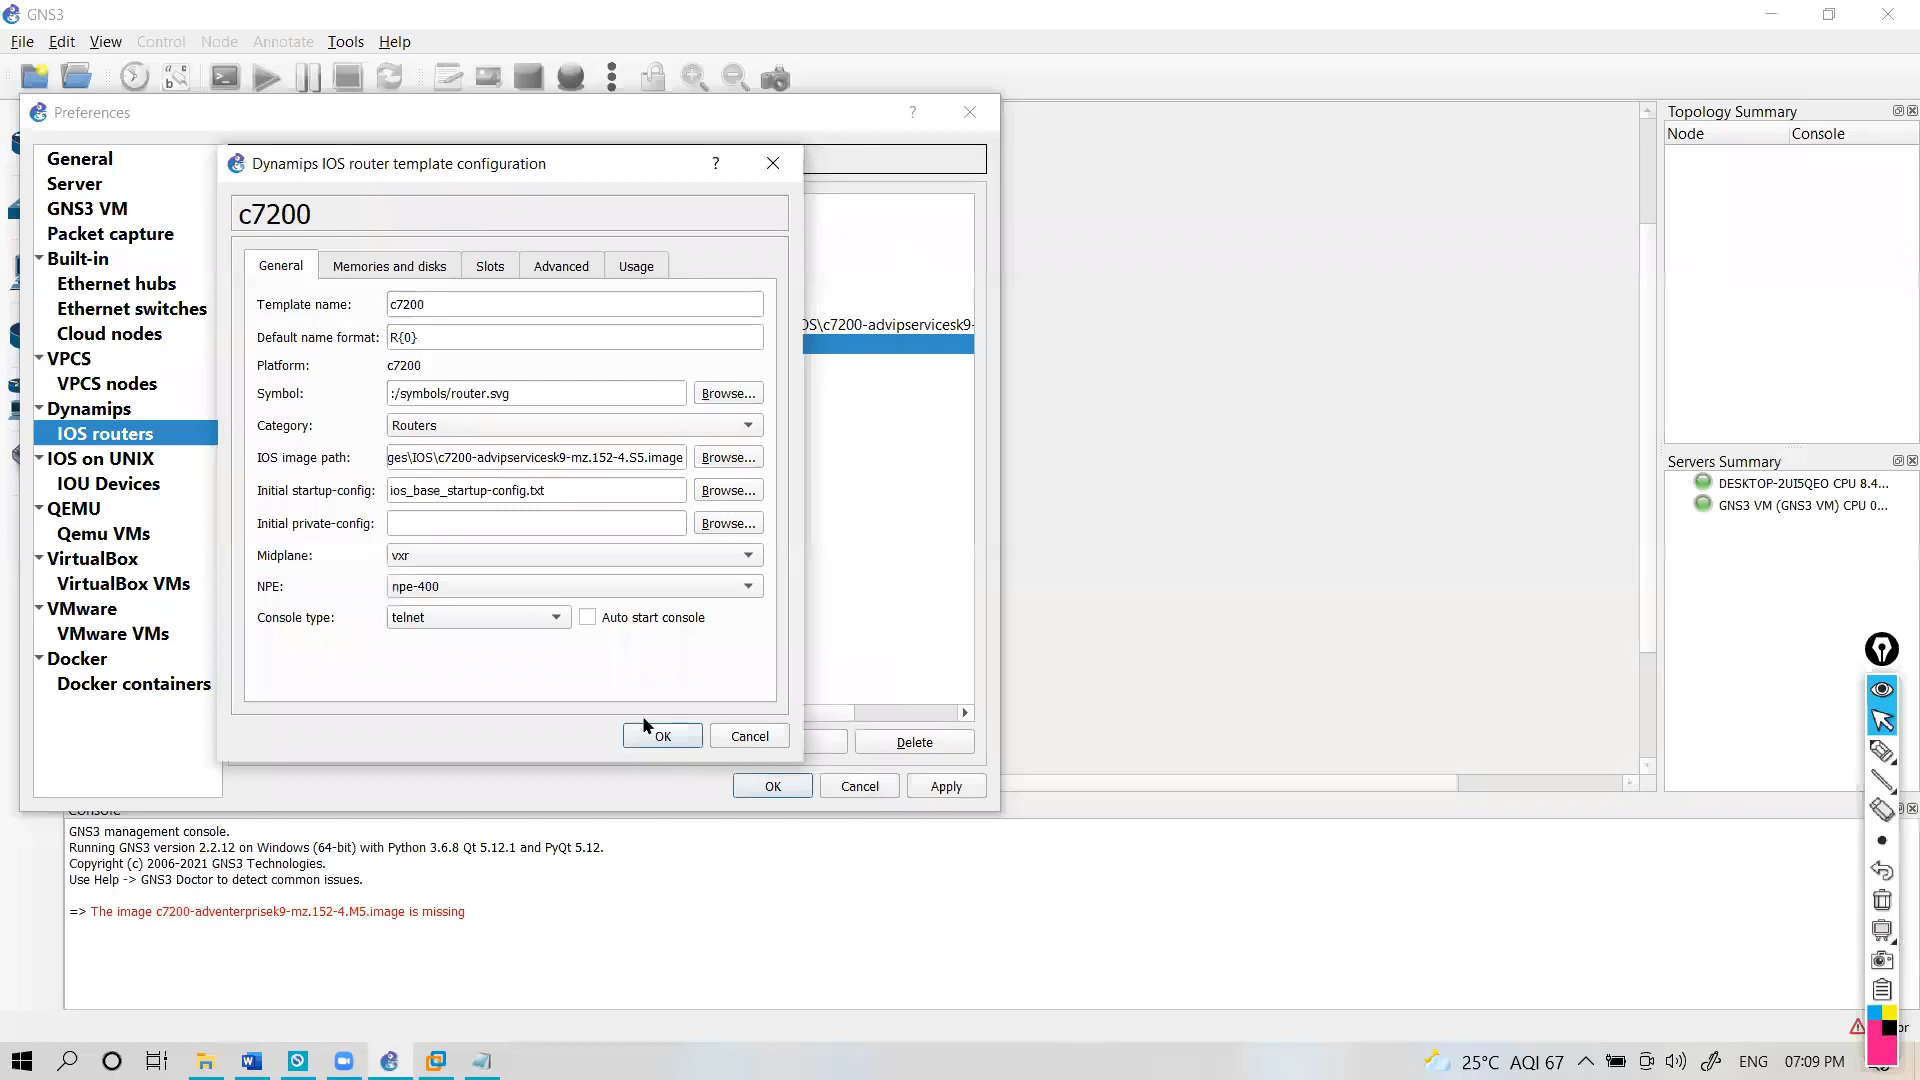 GNS3
File Edit View Control Node Annotate Tools Help
Preferences
?
General
Server
GNS3 VM
Packet capture
Built-in
Ethernet hubs
Ethernet switches
Cloud nodes
VPCS
VPCS nodes
Dynamips
IOS routers
IOS on UNIX
IOU Devices
QEMU
Qemu VMs
VirtualBox
VirtualBox VMs
VMware
VMware VMs
Docker
Docker containers
Dynamips IOS router template configuration
?
c7200
General Memories and disks Slots Advanced Usage
Template name: c7200
Default name format: R{0}
Platform: c7200
Symbol: :/symbols/router.svg Browse...
Category: Routers
IOS image path: ges\IOS\c7200-advipservicesk9-mz.152-4.S5.image Browse...
Initial startup-config: ios_base_startup-config.txt Browse...
Initial private-config: Browse...
Midplane: vxr
NPE: npe-400
Console type: telnet Auto start console
OK Cancel
OS\c7200-advipservicesk9-
Delete
OK Cancel Apply
Topology Summary
Node Console
Servers Summary
DESKTOP-2UI5QEO CPU 8.4...
GNS3 VM (GNS3 VM) CPU 0...
Console
GNS3 management console.
Running GNS3 version 2.2.12 on Windows (64-bit) with Python 3.6.8 Qt 5.12.1 and PyQt 5.12.
Copyright (c) 2006-2021 GNS3 Technologies.
Use Help -> GNS3 Doctor to detect common issues.
=> The image c7200-adventerprisek9-mz.152-4.M5.image is missing
or
25°C AQI 67 ENG 07:09 PM